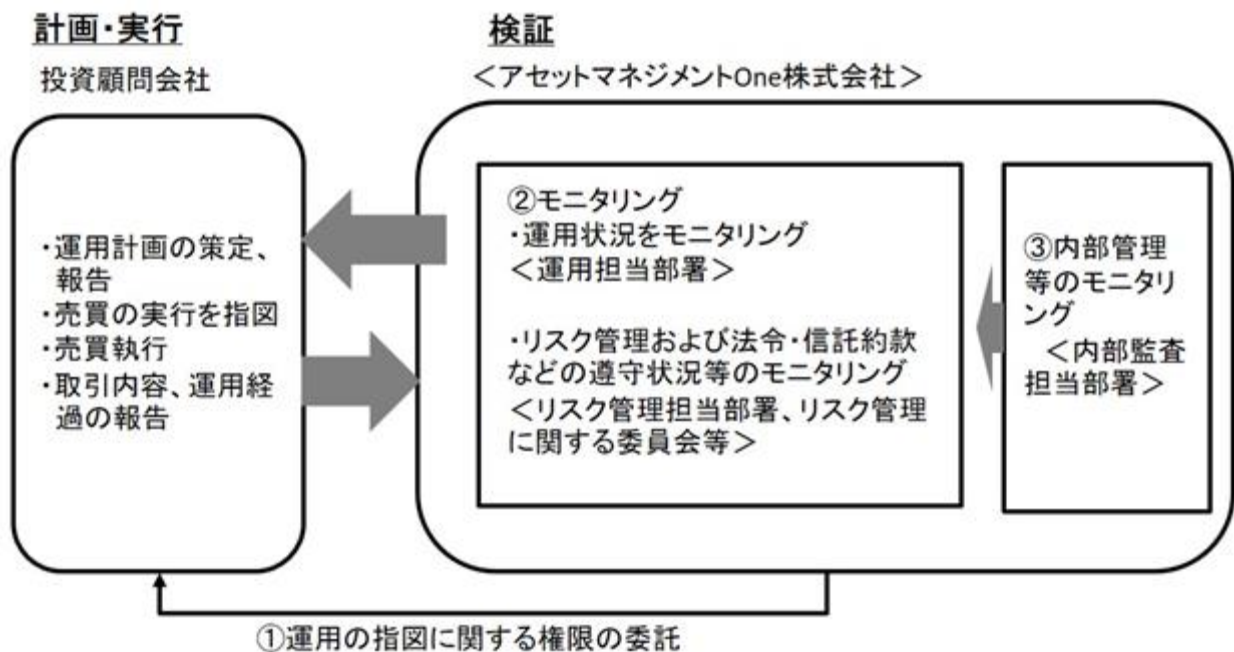 計画・実行
投資顧問会社
・運用計画の策定、
報告
・売買の実行を指図
・売買執行
・取引内容、運用経
過の報告
検証
＜アセットマネジメントOne株式会社＞
②モニタリング
・運用状況をモニタリング
＜運用担当部署＞
・リスク管理および法令・信託約款
などの遵守状況等のモニタリング
＜リスク管理担当部署、リスク管理
に関する委員会等＞
③内部管理
等のモニタリ
ング
＜内部監査
担当部署＞
①運用の指図に関する権限の委託